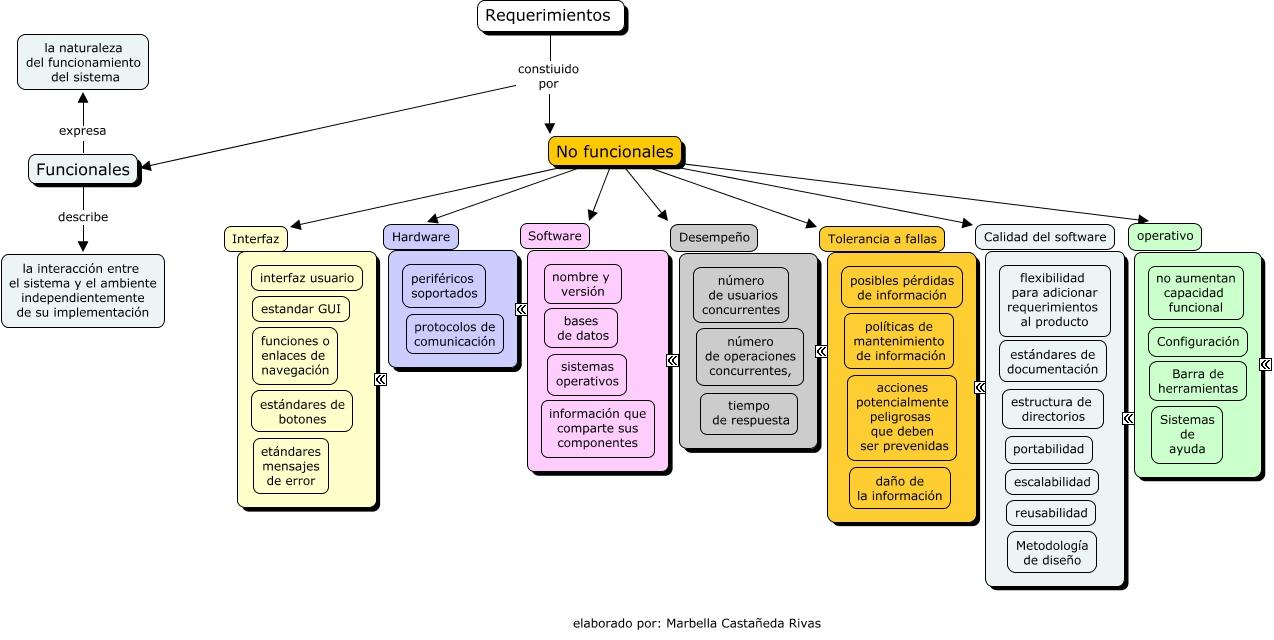 Requerimientos
constiuido
por
la naturaleza
del funcionamiento
del sistema
expresa
Funcionales
describe
la interacción entre
el sistema y el ambiente
independientemente
de su implementación
No funcionales
Interfaz
interfaz usuario
estandar GUI
funciones o
enlaces de
navegación
estándares de
botones
etándares
mensajes
de error
Hardware
periféricos
soportados
protocolos de
comunicación
Software
nombre y
versión
bases
de datos
sistemas
operativos
información que
comparte sus
componentes
Desempeño
número
de usuarios
concurrentes
número
de operaciones
concurrentes,
tiempo
de respuesta
Tolerancia a fallas
posibles pérdidas
de información
políticas de
mantenimiento
de información
acciones
potencialmente
peligrosas
que deben
ser prevenidas
daño de
la información
Calidad del software
flexibilidad
para adicionar
requerimientos
al producto
estándares de
documentación
estructura de
directorios
portabilidad
escalabilidad
reusabilidad
Metodología
de diseño
operativo
no aumentan
capacidad
funcional
Configuración
Barra de
herramientas
Sistemas
de
ayuda
elaborado por: Marbella Castañeda Rivas